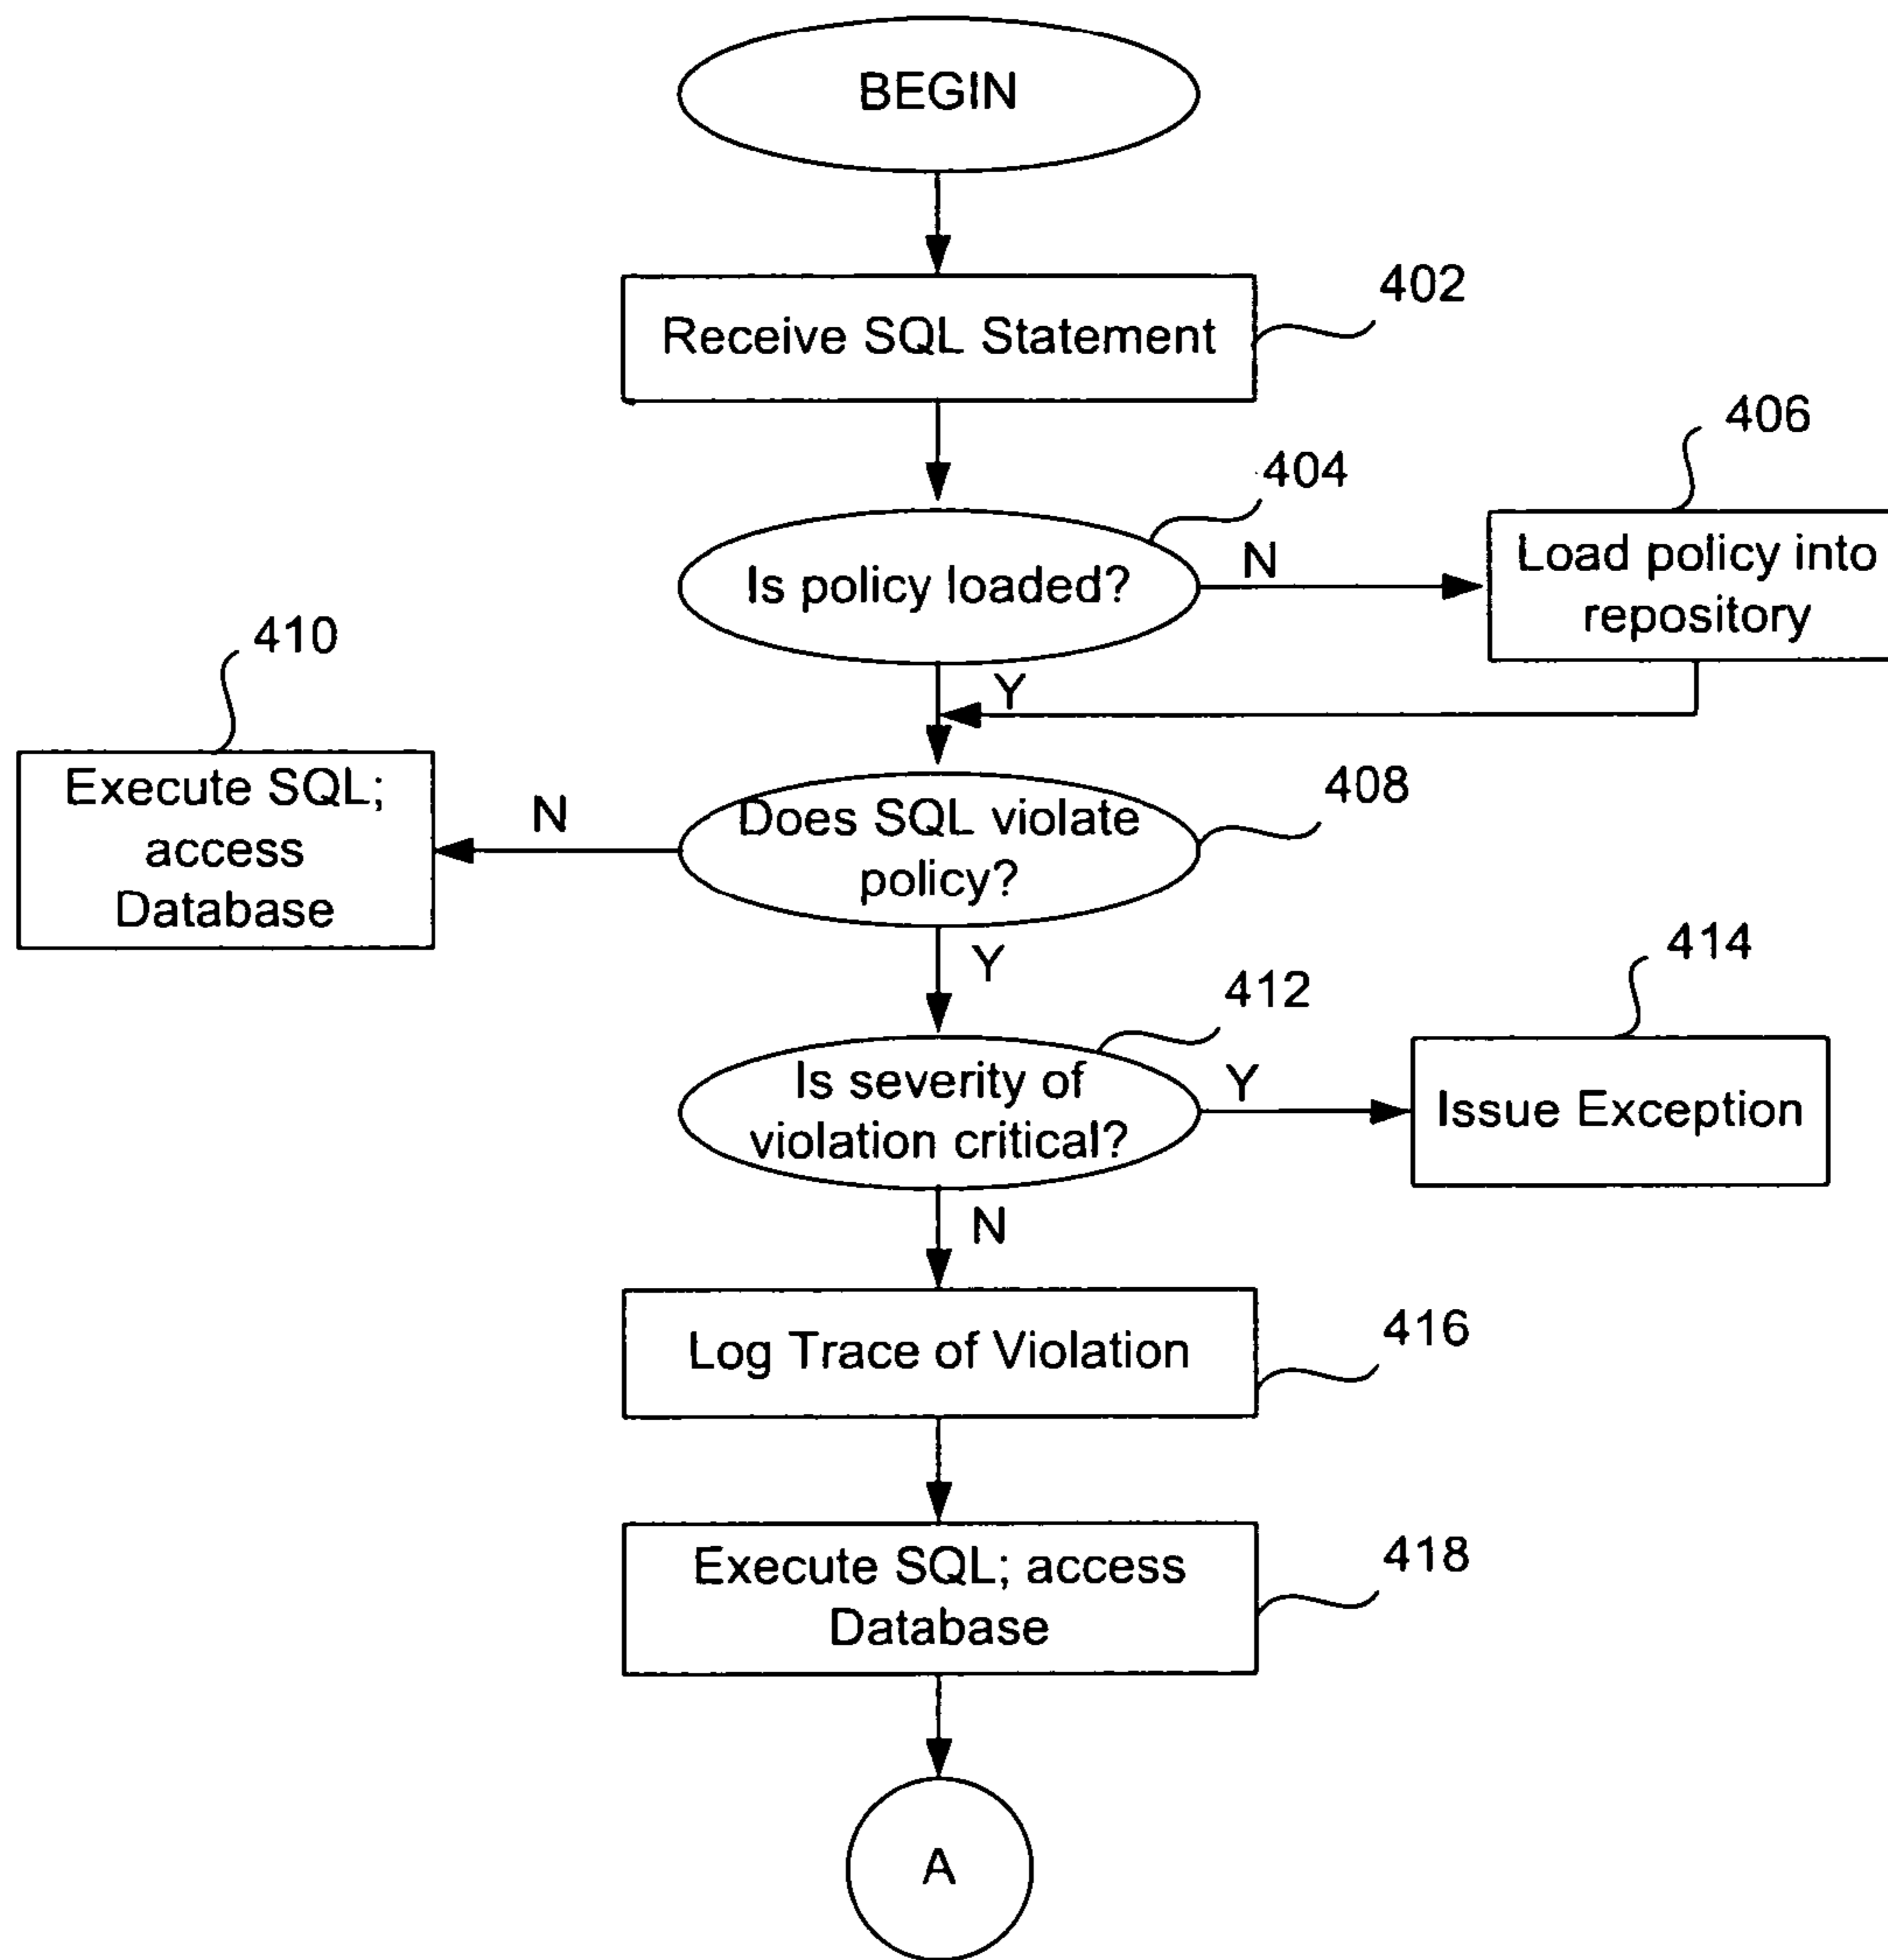 BEGIN
402
Receive SQL Statement
404
406
Is policy loaded?
N
Load policy into
repository
Y
410
Execute SQL;
access
Database
N
408
Does SQL violate
policy?
Y
412
414
Is severity of
violation critical?
Y
Issue Exception
N
416
Log Trace of Violation
418
Execute SQL; access
Database
A